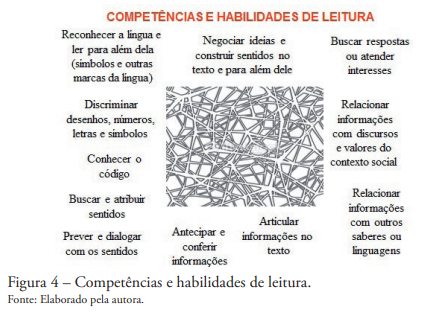 COMPETÊNCIAS E HABILIDADES DE LEITURA
Reconhecer a língua e
ler para além dela
(símbolos e outras
marcas da língua)
Negociar ideias e
construir sentidos no
texto e para além dele
Buscar respostas
ou atender
interesses
Discriminar
desenhos, números,
letras e símbolos
Relacionar
informações
com discursos
e valores do
contexto social
Conhecer o
código
Buscar e atribuir
sentidos
Relacionar
informações
com outros
saberes ou
linguagens
Prever e dialogar
com os sentidos
Antecipar e
conferir
informações
Articular
informações no
texto
Figura 4 – Competências e habilidades de leitura.
Fonte: Elaborado pela autora.